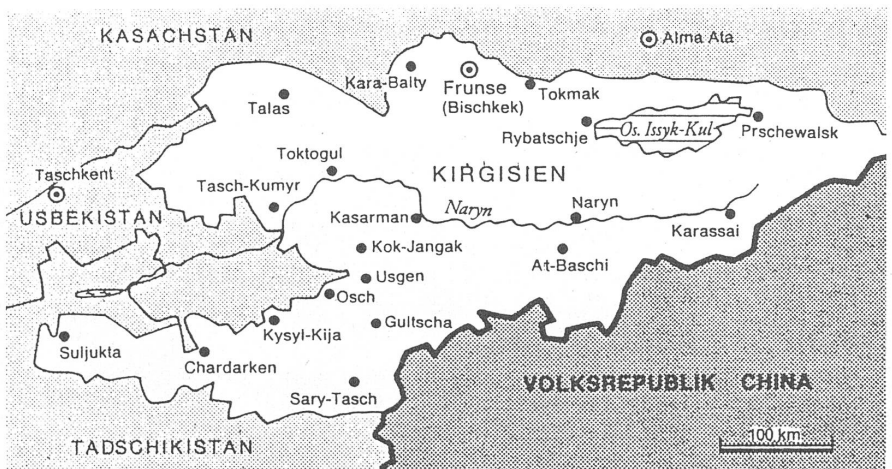 KASACHSTAN
Alma Ata
Kara-Balty
Frunse
(Bischkek)
Tokmak
Talas
Rybatschje
Os. Issyk-Kul
Prschewalsk
Toktogul
KIRGISIEN
Taschkent
Tasch-Kumyr
USBEKISTAN
Kasarman
Naryn
Naryn
Karassai
Kok-Jangak
At-Baschi
Usgen
Osch
Kysyl-Kija
Gultscha
Suljukta
Chardarken
VOLKSREPUBLIK CHINA
Sary-Tasch
TADSCHIKISTAN
100 km